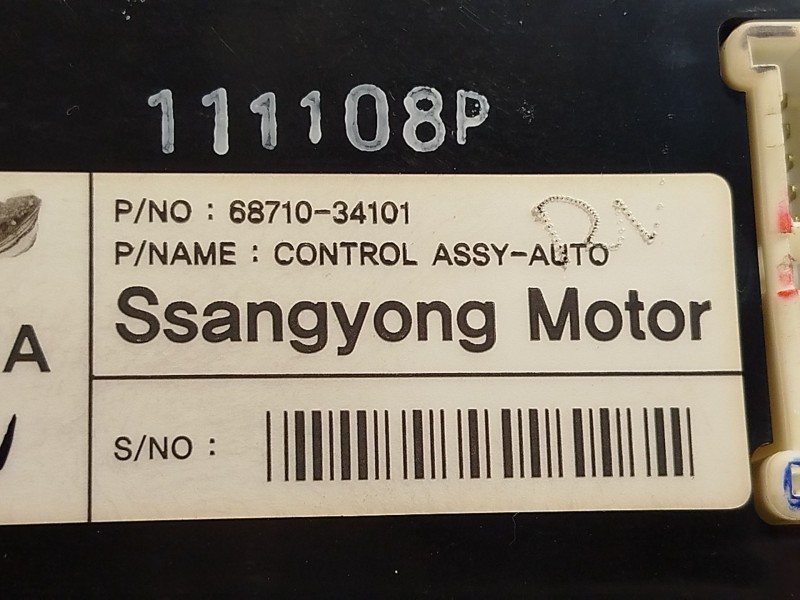 111108P
P/NO : 68710-34101
P/NAME : CONTROL ASSY-AUTO
Ssangyong Motor
A
S/NO :